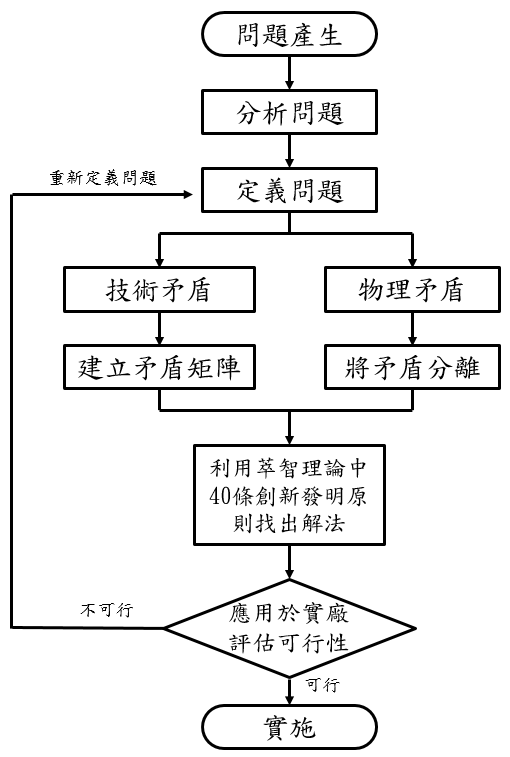 問題產生
分析問題
重新定義問題
定義問題
技術矛盾
物理矛盾
建立矛盾矩陣
將矛盾分離
利用萃智理論中
40條創新發明原
則找出解法
不可行
應用於實廠
評估可行性
可行
實施